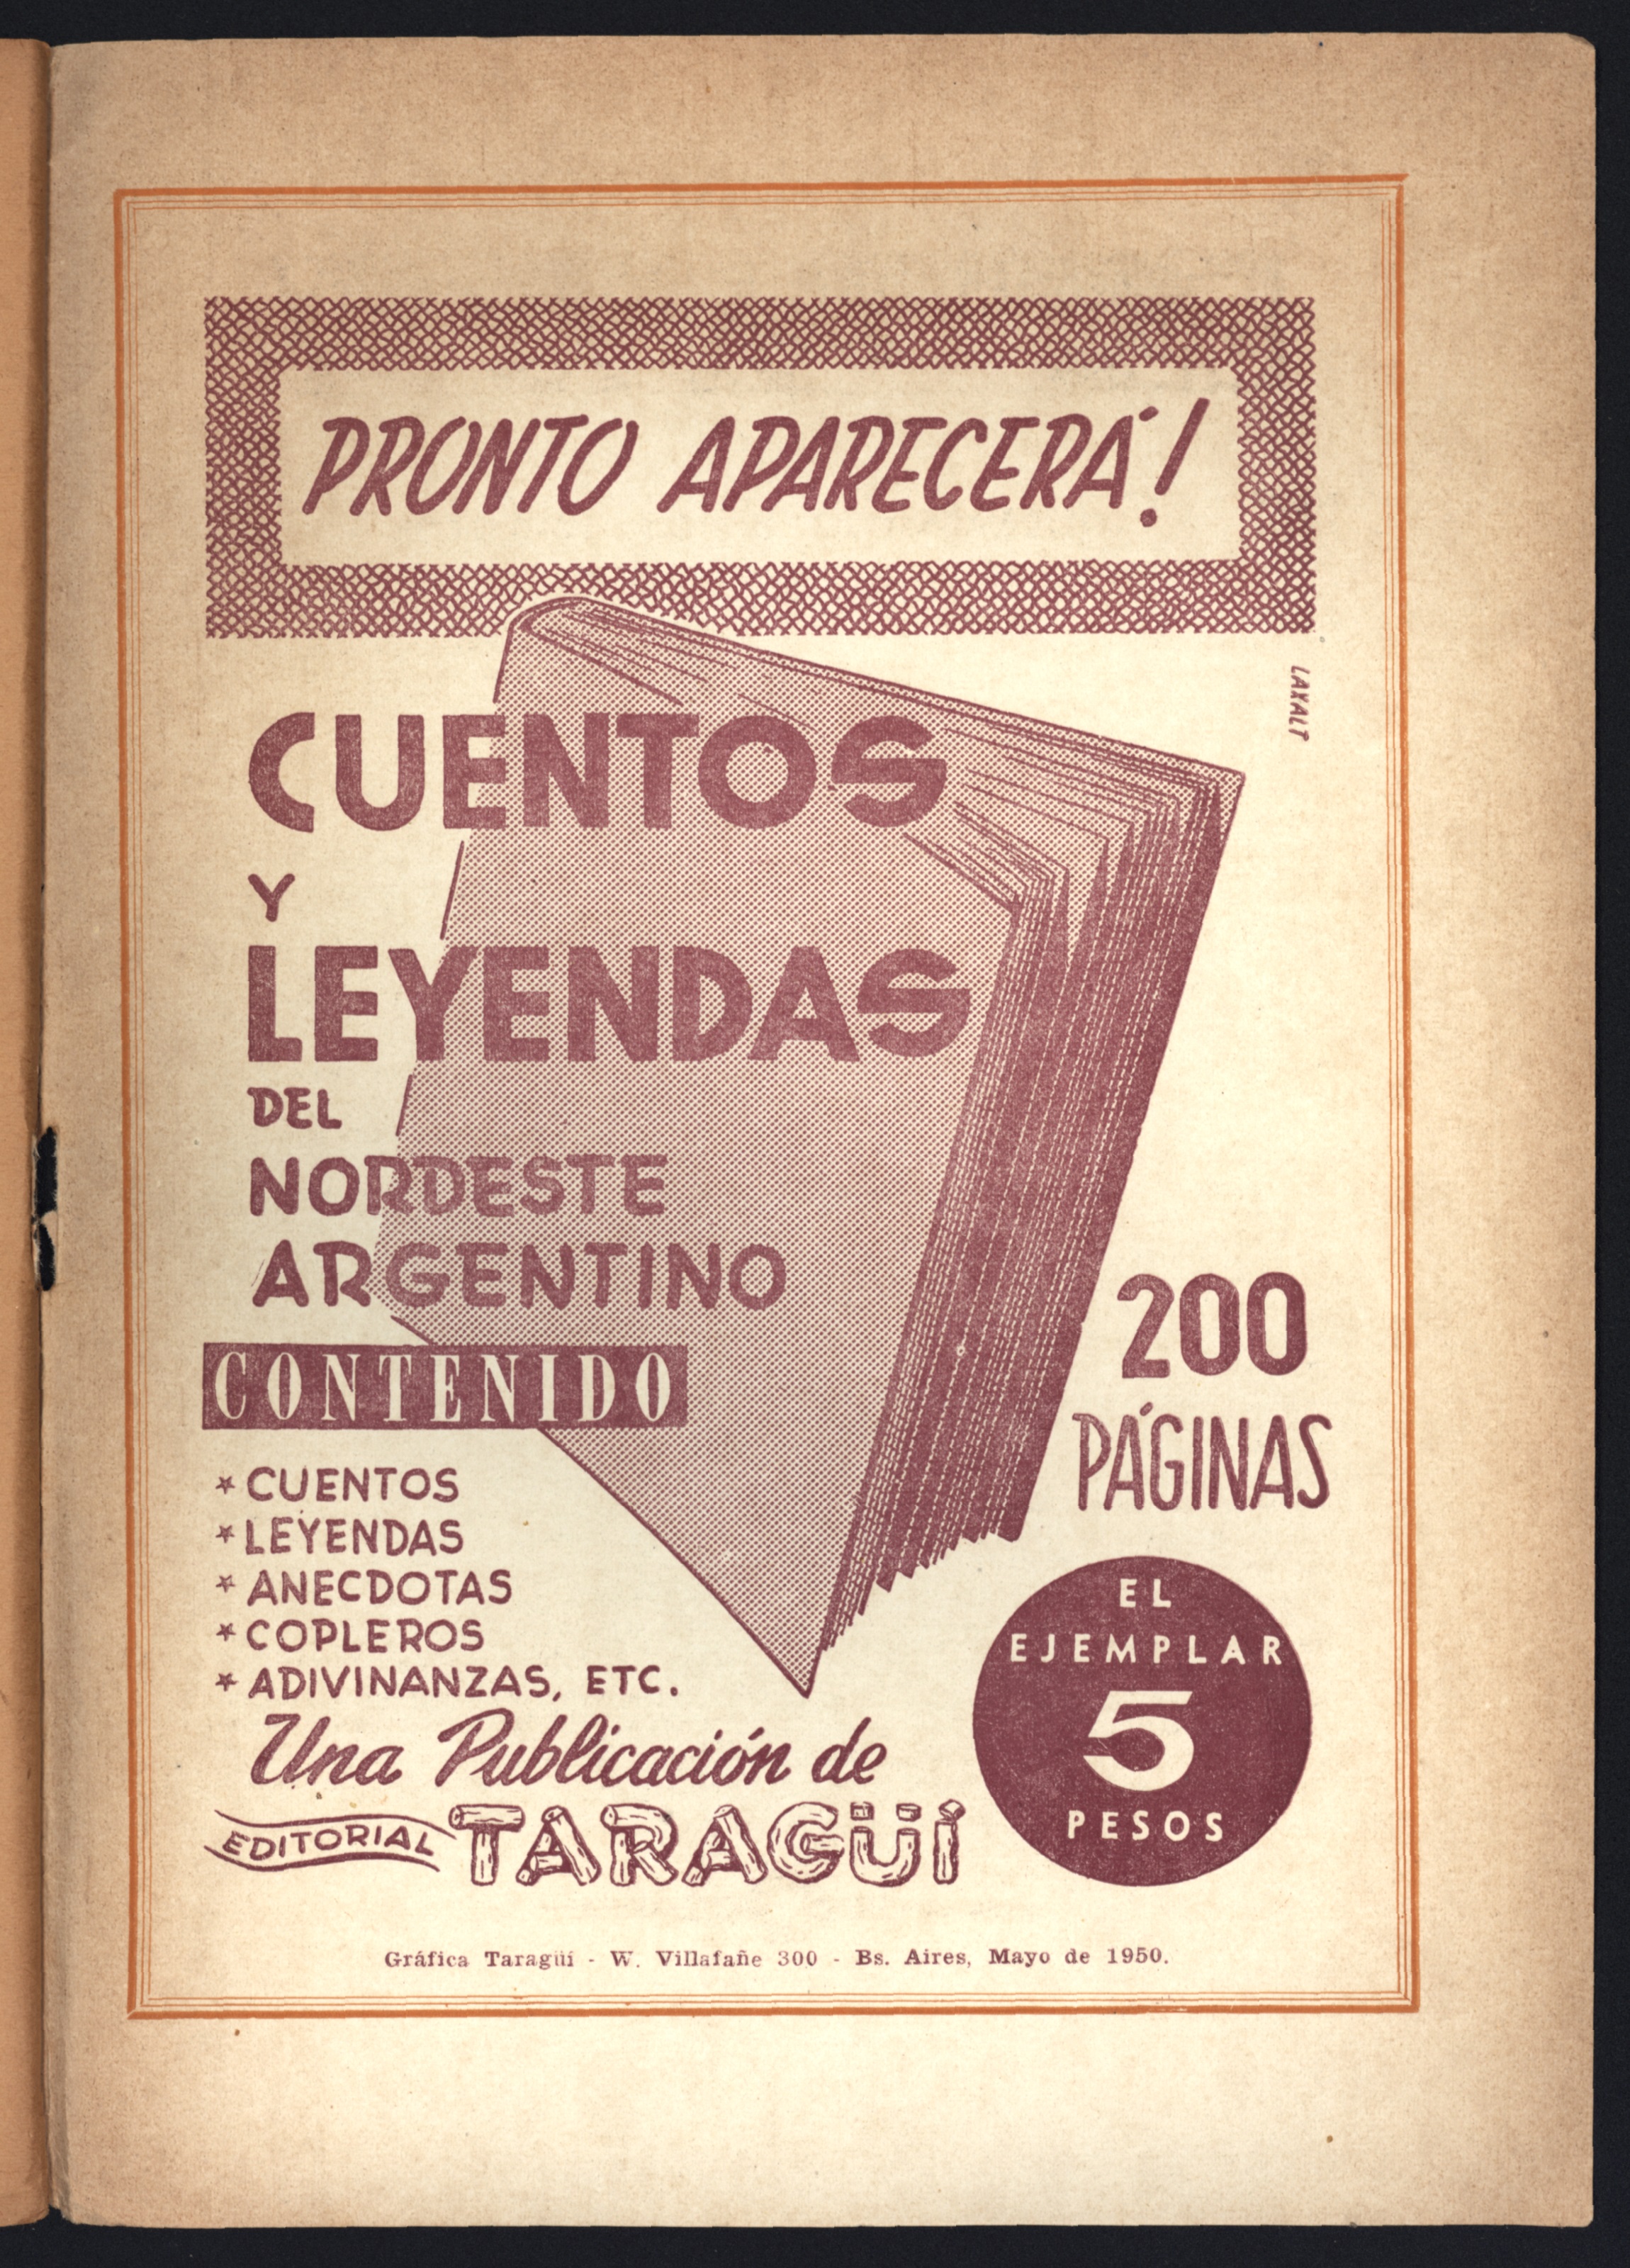 PRONTO APARECERÁ!
LAXALT
CUENTOS
Y
LEYENDAS
DEL
NORDESTE
ARGENTINO
200
PÁGINAS
CONTENIDO
* CUENTOS
* LEYENDAS
* ANECDOTAS
* COPLEROS
* ADIVINANZAS, ETC.
EL
EJEMPLAR
5
PESOS
Una Publicación de
EDITORIAL TARAGÜÍ
Gráfica Taragüí - W. Villafañe 300 - Bs. Aires, Mayo de 1950.